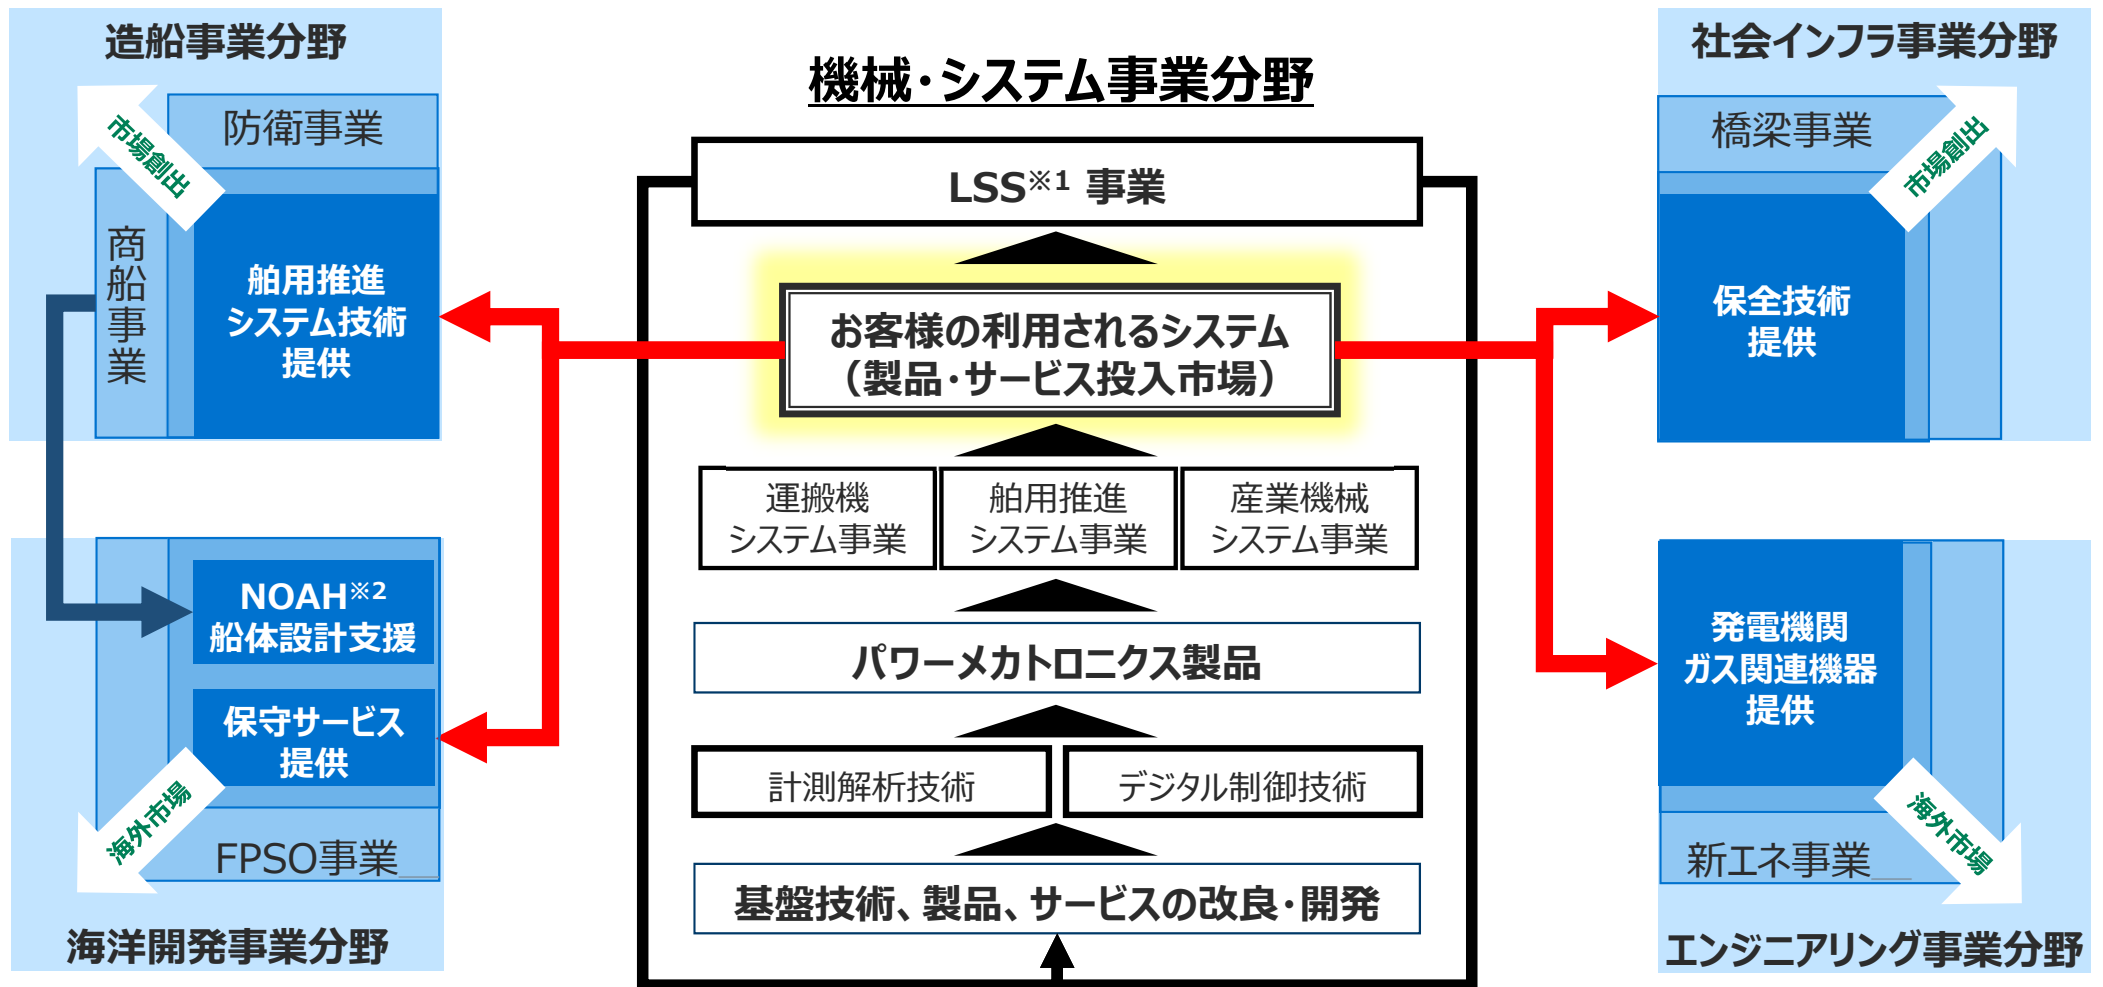 造船事業分野
防衛事業
市場創出
商船事業
舶用推進
システム技術
提供
NOAH※2
船体設計支援
保守サービス
提供
海外市場
FPSO事業
海洋開発事業分野
機械・システム事業分野
LSS※1 事業
お客様の利用されるシステム
（製品・サービス投入市場）
運搬機
システム事業
舶用推進
システム事業
産業機械
システム事業
パワーメカトロニクス製品
計測解析技術
デジタル制御技術
基盤技術、製品、サービスの改良・開発
社会インフラ事業分野
橋梁事業
市場創出
保全技術
提供
発電機関
ガス関連機器
提供
海外市場
新エネ事業
エンジニアリング事業分野